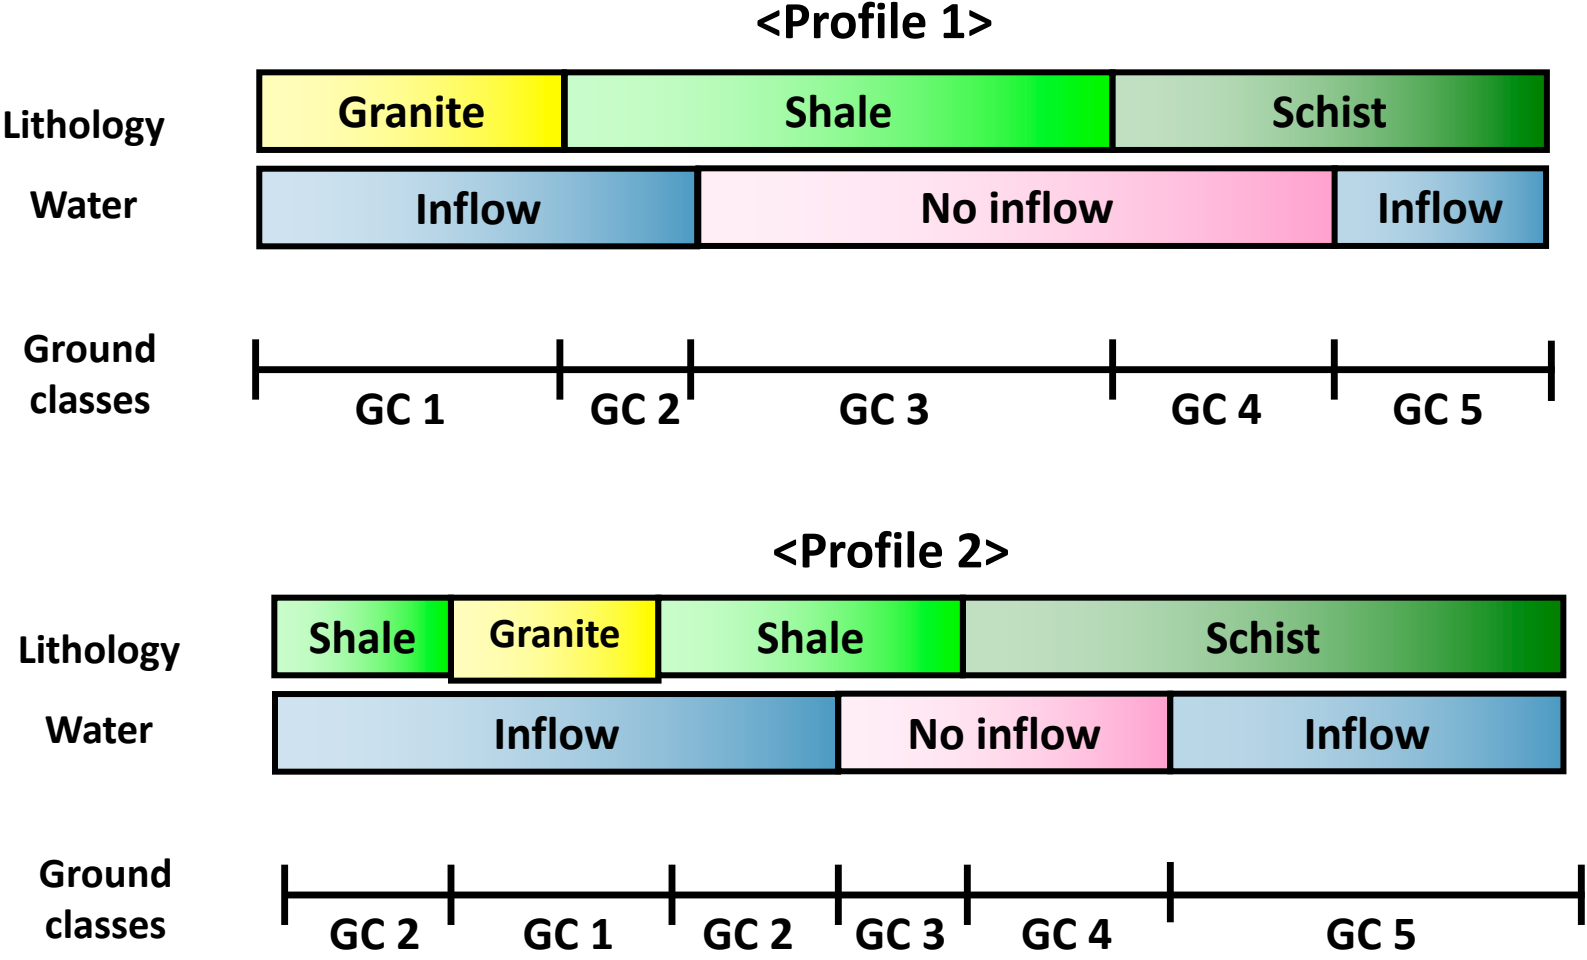 <Profile 1>
Lithology Granite Shale Schist
Water Inflow No inflow Inflow
Ground
classes
GC 1 GC 2 GC 3 GC 4 GC 5
<Profile 2>
Lithology Shale Granite Shale Schist
Water Inflow No inflow Inflow
Ground
classes
GC 2 GC 1 GC 2 GC 3 GC 4 GC 5